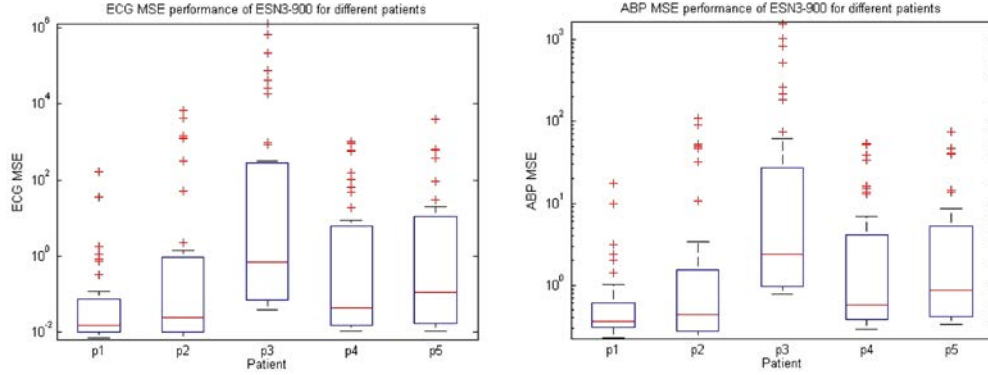 ECG MSE performance of ESN3-900 for different patients
10^6
10^4
10^2
10^0
10^-2
ECG MSE
p1 p2 p3 p4 p5
Patient
ABP MSE performance of ESN3-900 for different patients
10^3
10^2
10^1
10^0
ABP MSE
p1 p2 p3 p4 p5
Patient